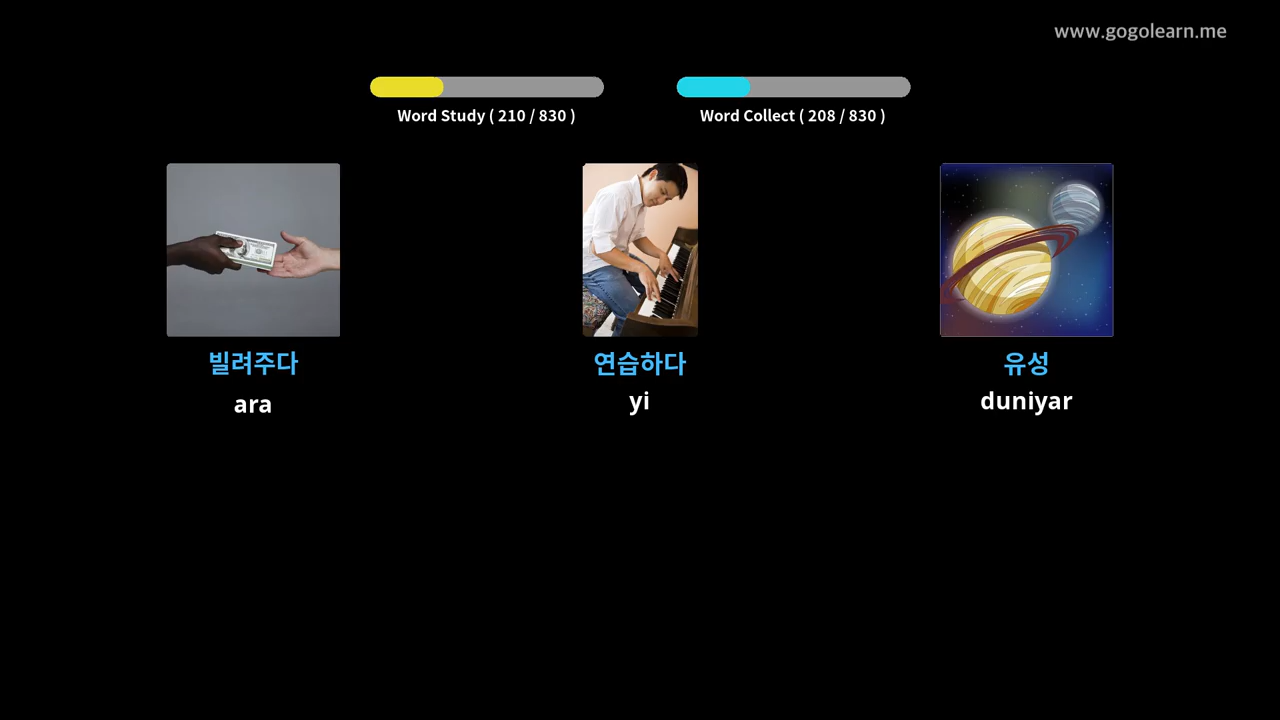 www.gogolearn.me
Word Study ( 210 / 830 )
Word Collect ( 208 / 830 )
빌려주다
연습하다
유성
ara
yi
duniyar